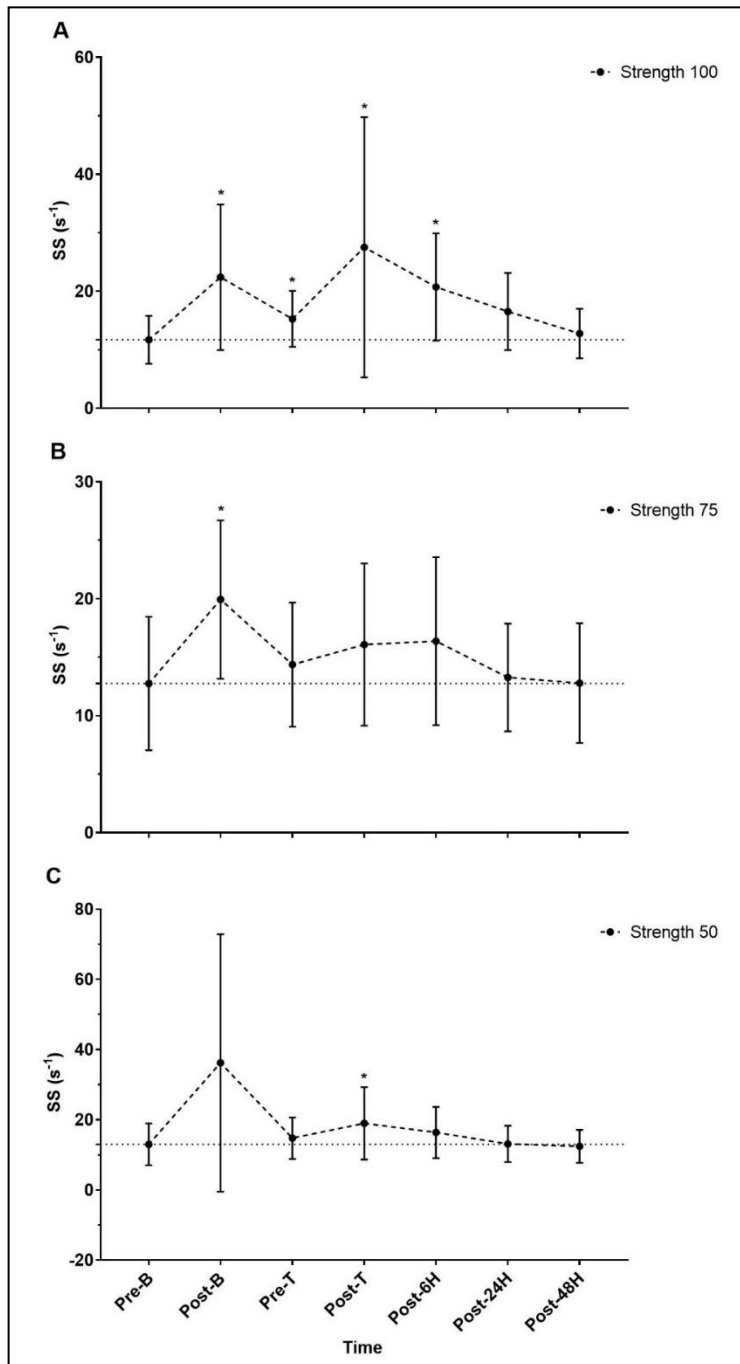 A
60
40
20
0
SS (s⁻¹)
Strength 100
*
*
*
*
B
30
20
10
0
SS (s⁻¹)
Strength 75
*
C
80
60
40
20
0
-20
SS (s⁻¹)
Strength 50
*
Pre-B
Post-B
Pre-T
Post-T
Post-6H
Post-24H
Post-48H
Time